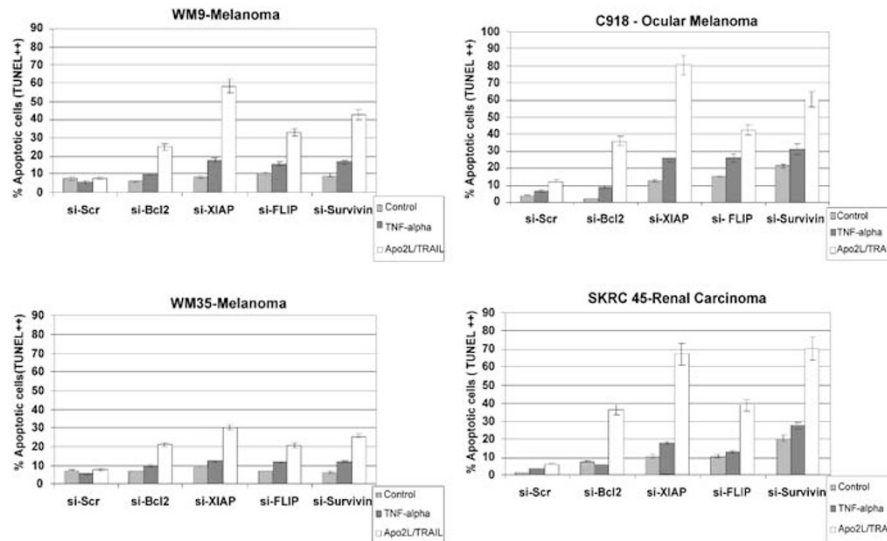 WM9-Melanoma
% Apoptotic cells (TUNEL++)
90
80
70
60
50
40
30
20
10
0
si-Scr si-Bcl2 si-XIAP si-FLIP si-Survivin
Control
TNF-alpha
Apo2L/TRAIL
C918 - Ocular Melanoma
% Apoptotic cells (TUNEL ++)
100
90
80
70
60
50
40
30
20
10
0
si-Scr si-Bcl2 si-XIAP si- FLIP si-Survivin
Control
TNF-alpha
Apo2L/TRAIL
WM35-Melanoma
% Apoptotic cells(TUNEL ++)
90
80
70
60
50
40
30
20
10
0
si-Scr si-Bcl2 si-XIAP si-FLIP si-Survivin
Control
TNF-alpha
Apo2L/TRAIL
SKRC 45-Renal Carcinoma
% Apoptotic cells ( TUNEL ++)
90
80
70
60
50
40
30
20
10
0
si-Scr si-Bcl2 si-XIAP si-FLIP si-Survivin
Control
TNF-alpha
Apo2L/TRAIL